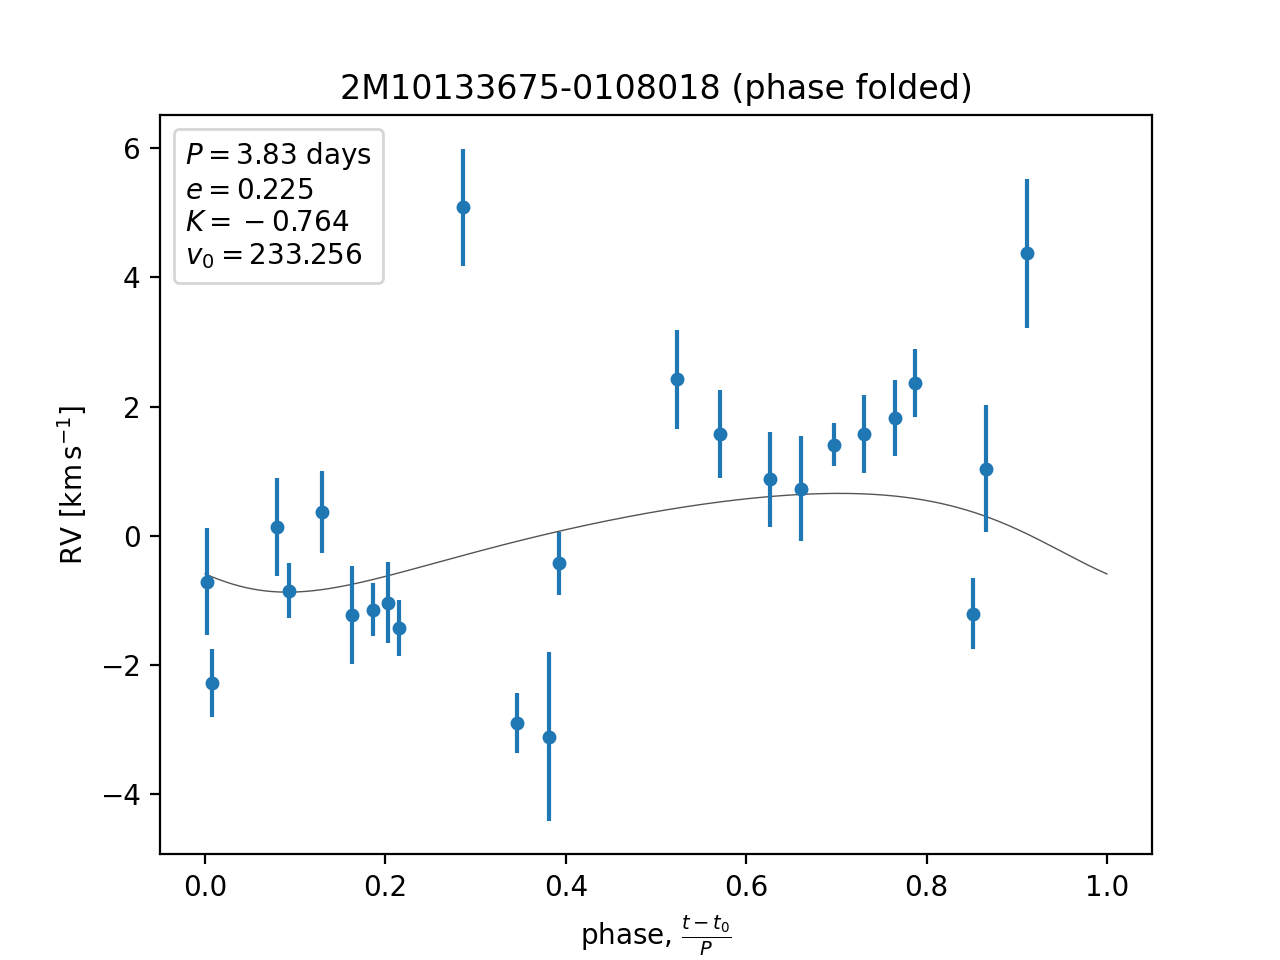 2M10133675-0108018 (phase folded)
P = 3.83 days
e = 0.225
K = −0.764
v₀ = 233.256
6
4
2
0
−2
−4
RV [km s⁻¹]
0.0 0.2 0.4 0.6 0.8 1.0
phase, (t − t₀)/P